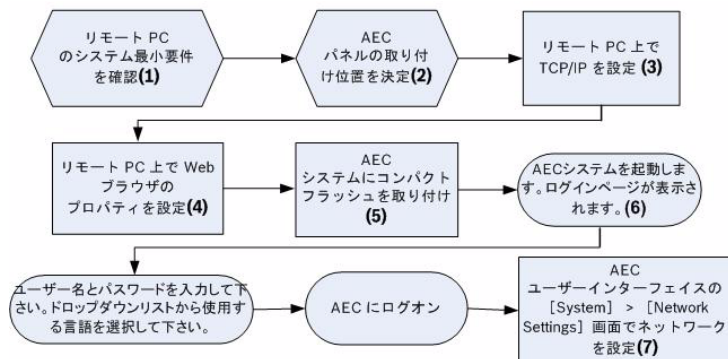 リモート PC
のシステム最小要件
を確認(1)
AEC
パネルの取り付
け位置を決定(2)
リモート PC 上で
TCP/IP を設定 (3)
リモート PC 上で Web
ブラウザの
プロパティを設定(4)
AEC
システムにコンパクト
フラッシュを取り付け
(5)
AECシステムを起動しま
す。ログインページが表示
されます。(6)
ユーザー名とパスワードを入力して下
さい。ドロップダウンリストから使用す
る言語を選択して下さい。
AEC にログオン
AEC
ユーザーインターフェイスの
［System］ > ［Network
Settings］画面でネットワーク
を設定(7)